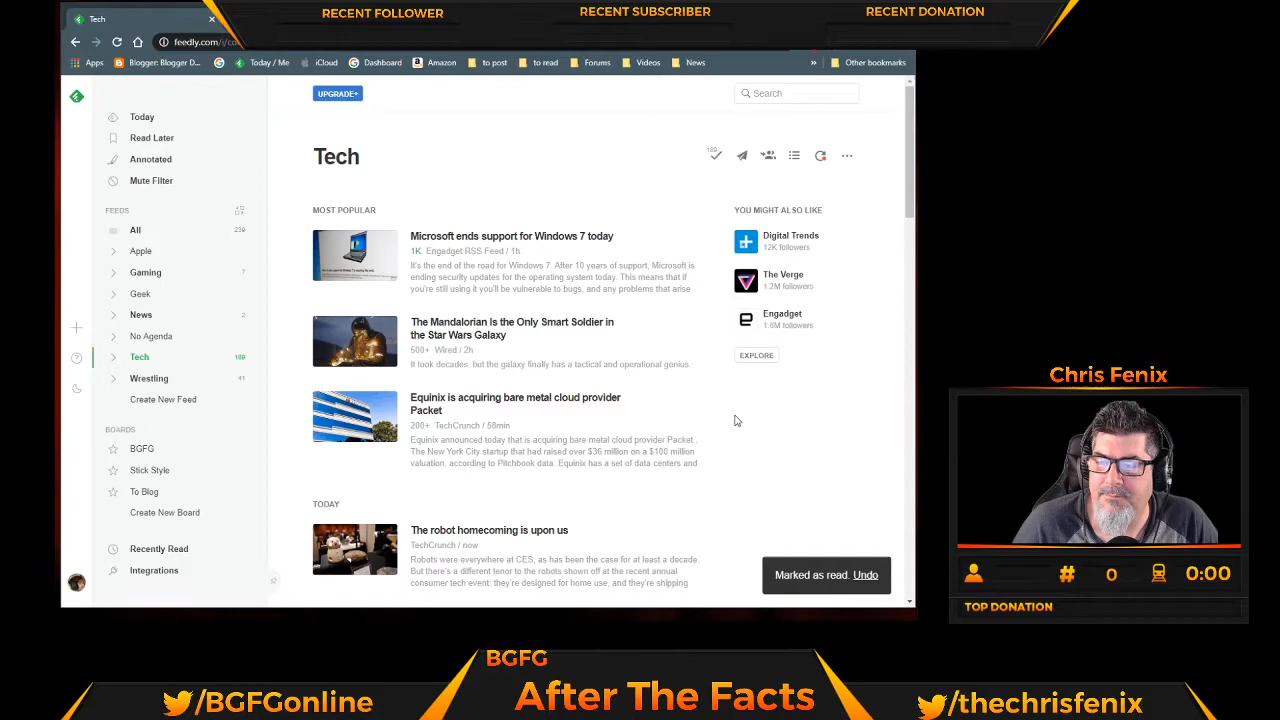 RECENT FOLLOWER
RECENT SUBSCRIBER
RECENT DONATION
Tech
feedly.com/i/co
Apps
Blogger: Blogger D...
Today / Me
iCloud
Dashboard
Amazon
to post
to read
Forums
Videos
News
»
Other bookmarks
UPGRADE+
Search
Today
Read Later
Annotated
Mute Filter
FEEDS
All 239
Apple
Gaming 7
Geek
News 2
No Agenda
Tech 189
Wrestling 41
Create New Feed
BOARDS
BGFG
Stick Style
To Blog
Create New Board
Recently Read
Integrations
Tech
189
MOST POPULAR
Microsoft ends support for Windows 7 today
1K Engadget RSS Feed / 1h
It's the end of the road for Windows 7. After 10 years of support, Microsoft is
ending security updates for the operating system today. This means that if
you're still using it you'll be vulnerable to bugs, and any problems that arise
The Mandalorian Is the Only Smart Soldier in
the Star Wars Galaxy
500+ Wired / 2h
It took decades, but the galaxy finally has a tactical and operational genius.
Equinix is acquiring bare metal cloud provider
Packet
200+ TechCrunch / 58min
Equinix announced today that is acquiring bare metal cloud provider Packet .
The New York City startup that had raised over $36 million on a $100 million
valuation, according to Pitchbook data. Equinix has a set of data centers and
TODAY
The robot homecoming is upon us
TechCrunch / now
Robots were everywhere at CES, as has been the case for at least a decade.
But there's a different tenor to the robots shown off at the recent annual
consumer tech event: they're designed for home use, and they're shipping
YOU MIGHT ALSO LIKE
Digital Trends
12K followers
The Verge
1.2M followers
Engadget
1.6M followers
EXPLORE
Marked as read. Undo
Chris Fenix
# 0
0:00
TOP DONATION
/BGFGonline
BGFG
After The Facts
/thechrisfenix